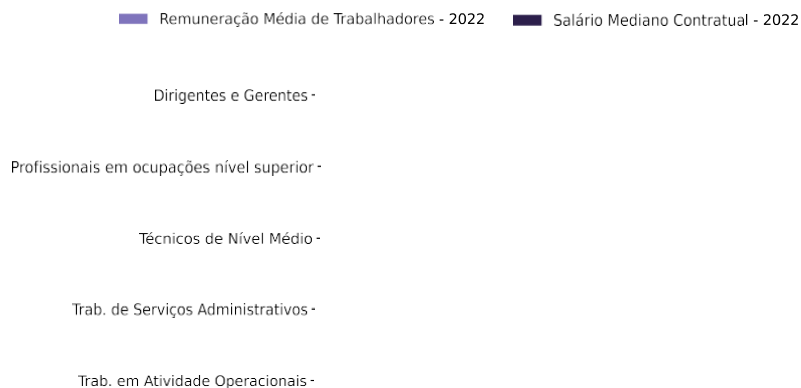 Remuneração Média de Trabalhadores - 2022 Salário Mediano Contratual - 2022
Dirigentes e Gerentes -
Profissionais em ocupações nível superior -
Técnicos de Nível Médio -
Trab. de Serviços Administrativos -
Trab. em Atividade Operacionais -